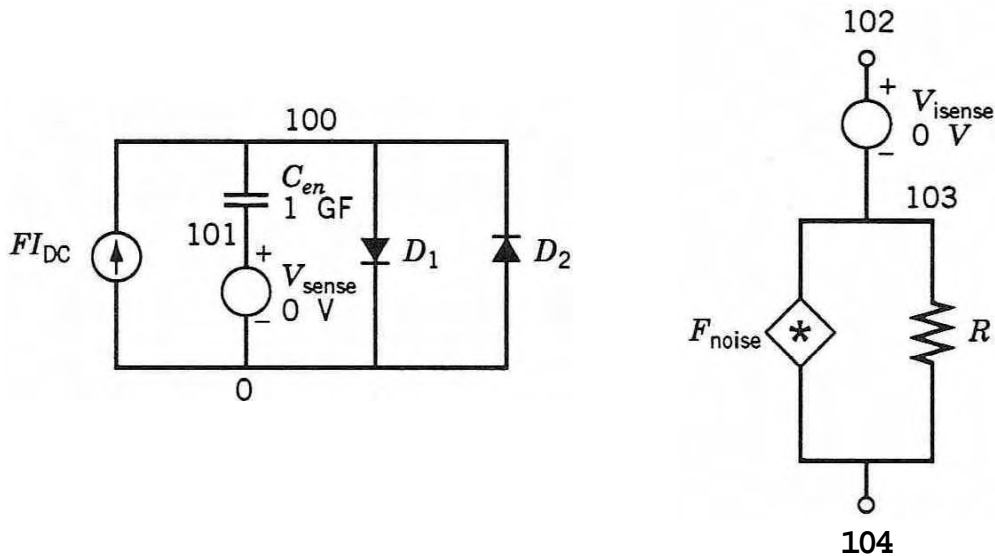 100
C_en
1 GF
101
+
V_sense
0 V
−
0
FI_DC
D_1
D_2
102
+
V_isense
0 V
−
103
F_noise
*
R
104